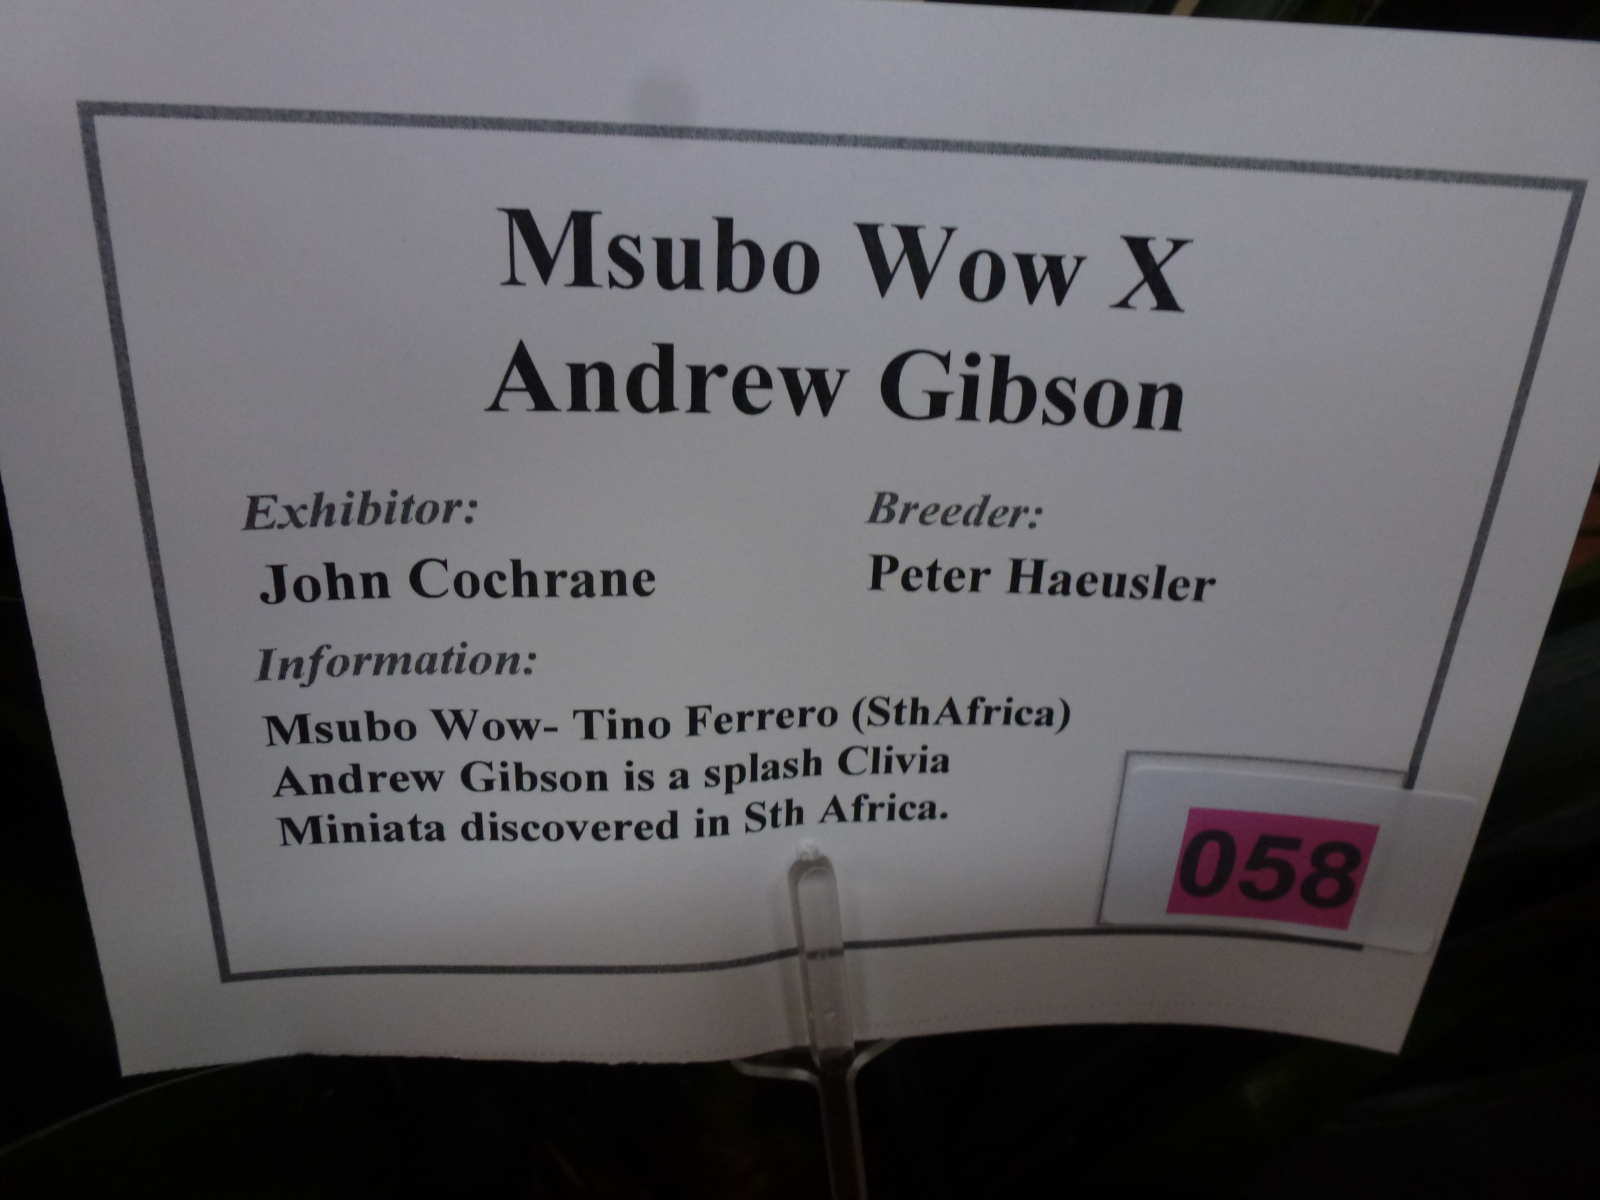 Msubo Wow X
Andrew Gibson
Exhibitor:
John Cochrane
Breeder:
Peter Haeusler
Information:
Msubo Wow- Tino Ferrero (SthAfrica)
Andrew Gibson is a splash Clivia
Miniata discovered in Sth Africa.
058